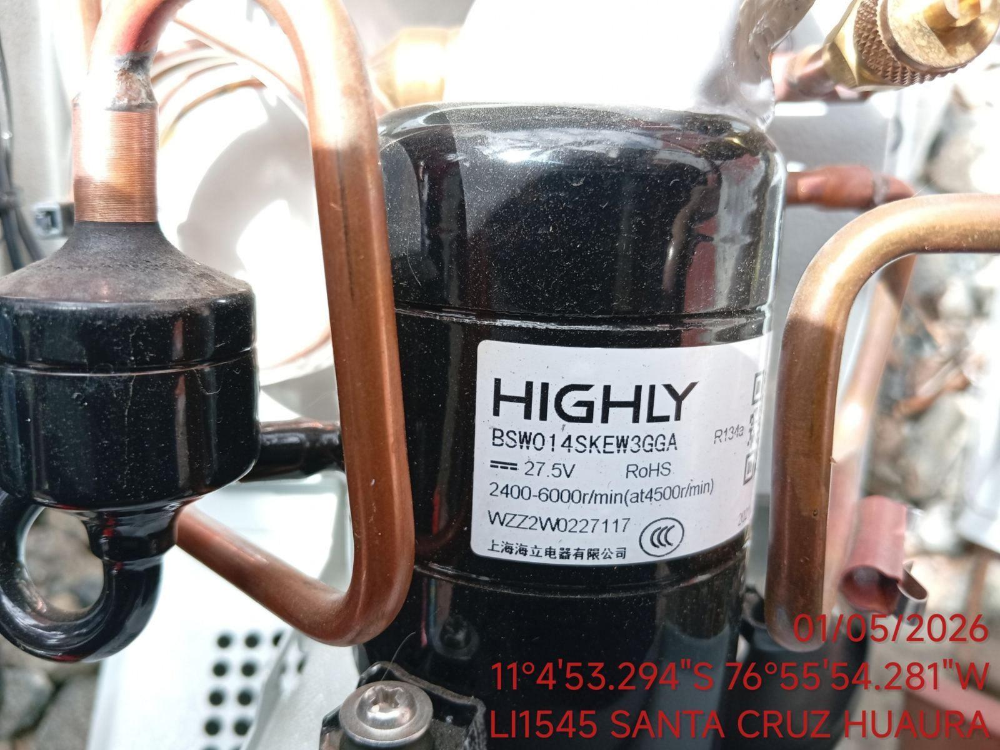 HIGHLY
BSW014SKEW3GGA
R134a
27.5V RoHS
2400-6000r/min(at4500r/min)
WZZ2W0227117
上海海立电器有限公司
01/05/2026
11°4'53.294"S 76°55'54.281"W
LI1545 SANTA CRUZ HUAURA